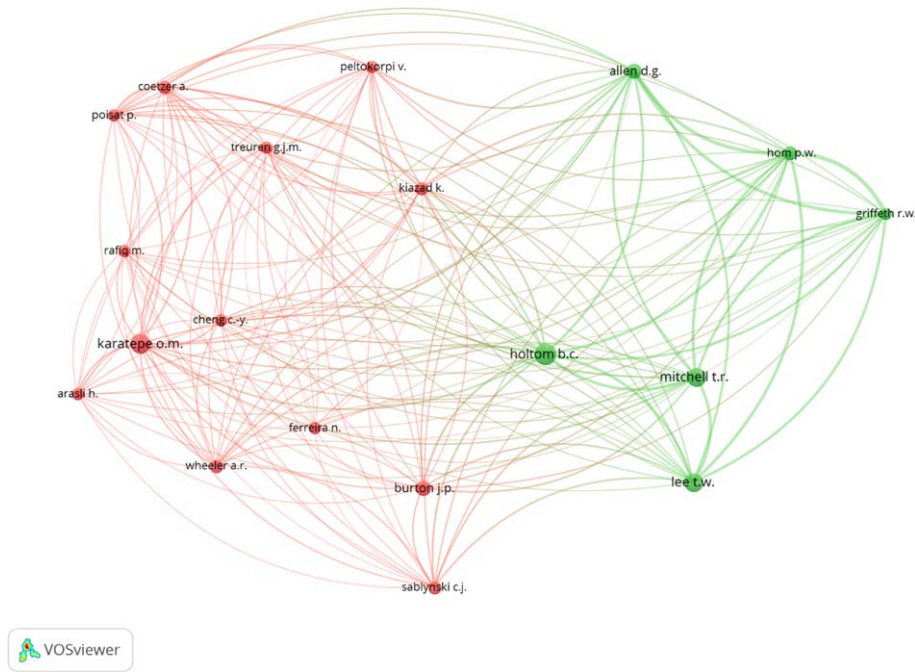 peltokorpi v.
allen d.g.
coetzer a.
poisat p.
treuren g.j.m.
hom p.w.
kiazad k.
griffeth r.w.
rafiq m.
cheng c.-y.
karatepe o.m.
holtom b.c.
mitchell t.r.
arasli h.
ferreira n.
wheeler a.r.
burton j.p.
lee t.w.
sablynski c.j.
VOSviewer